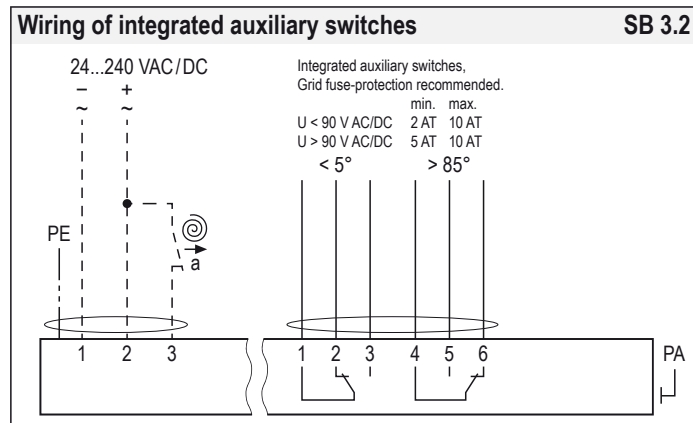 Wiring of integrated auxiliary switches SB 3.2
24...240 VAC/DC
– +
~ ~
Integrated auxiliary switches,
Grid fuse-protection recommended.
min. max.
U < 90 V AC/DC 2 AT 10 AT
U > 90 V AC/DC 5 AT 10 AT
< 5° > 85°
PE
a
1 2 3 1 2 3 4 5 6 PA